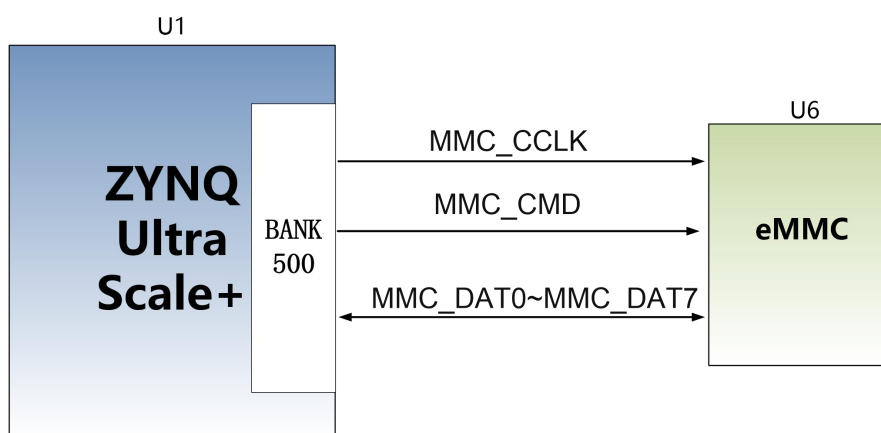 U1
U6
ZYNQ
Ultra
Scale+
BANK
500
MMC_CCLK
MMC_CMD
MMC_DAT0~MMC_DAT7
eMMC